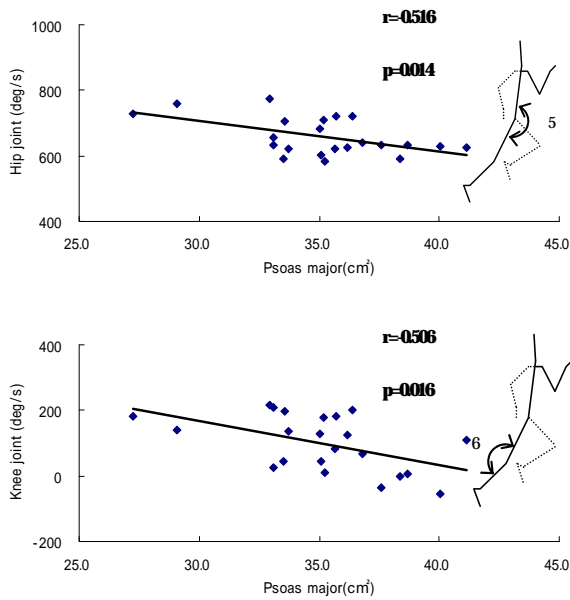 r=-0.516
p=0.014
1000
800
600
400
Hip joint (deg/s)
5
25.0 30.0 35.0 40.0 45.0
Psoas major(cm²)
r=-0.506
p=0.016
400
200
0
-200
Knee joint (deg/s)
6
25.0 30.0 35.0 40.0 45.0
Psoas major(cm²)